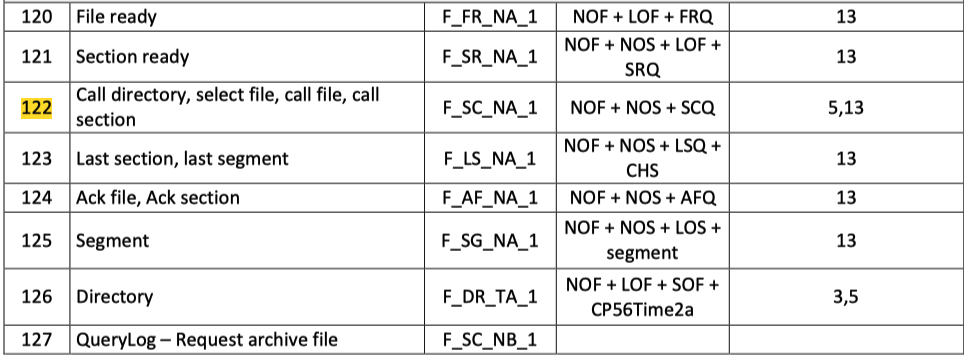 120 File ready F_FR_NA_1 NOF + LOF + FRQ 13
121 Section ready F_SR_NA_1 NOF + NOS + LOF +
SRQ 13
122 Call directory, select file, call file, call
section F_SC_NA_1 NOF + NOS + SCQ 5,13
123 Last section, last segment F_LS_NA_1 NOF + NOS + LSQ +
CHS 13
124 Ack file, Ack section F_AF_NA_1 NOF + NOS + AFQ 13
125 Segment F_SG_NA_1 NOF + NOS + LOS +
segment 13
126 Directory F_DR_TA_1 NOF + LOF + SOF +
CP56Time2a 3,5
127 QueryLog – Request archive file F_SC_NB_1